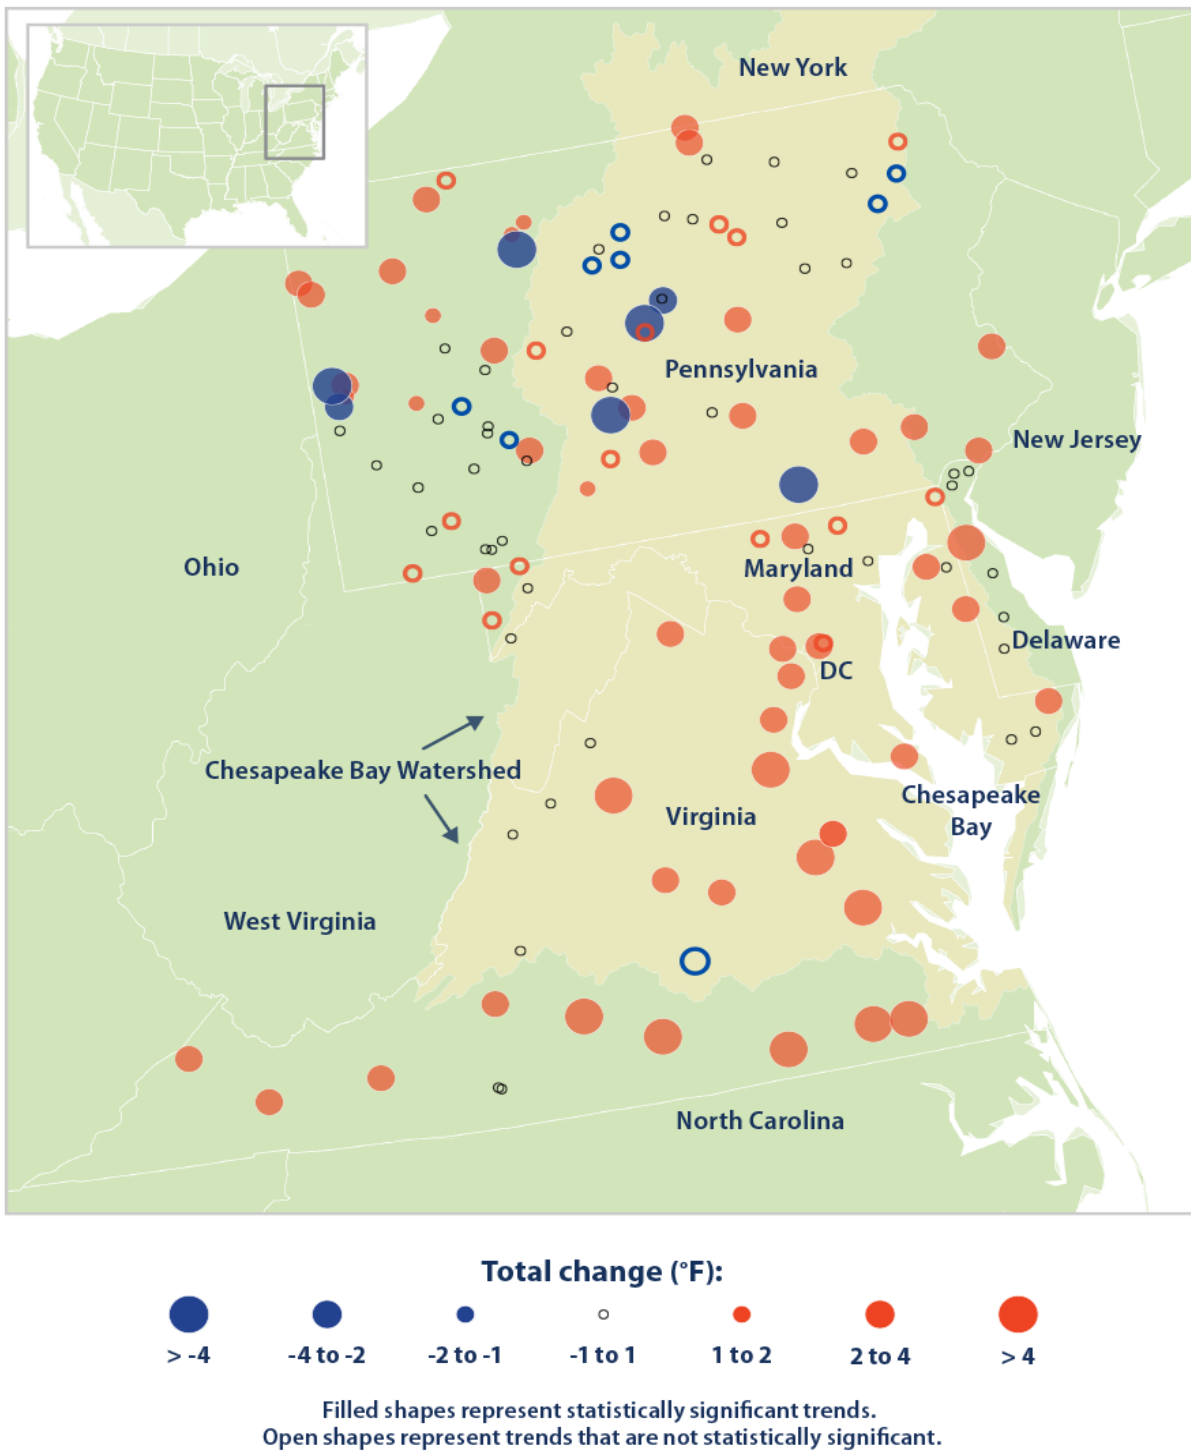 New York
Pennsylvania
New Jersey
Ohio
Maryland
Delaware
DC
Chesapeake Bay Watershed
Chesapeake
Bay
Virginia
West Virginia
North Carolina
Total change (°F):
> -4
-4 to -2
-2 to -1
-1 to 1
1 to 2
2 to 4
> 4
Filled shapes represent statistically significant trends.
Open shapes represent trends that are not statistically significant.